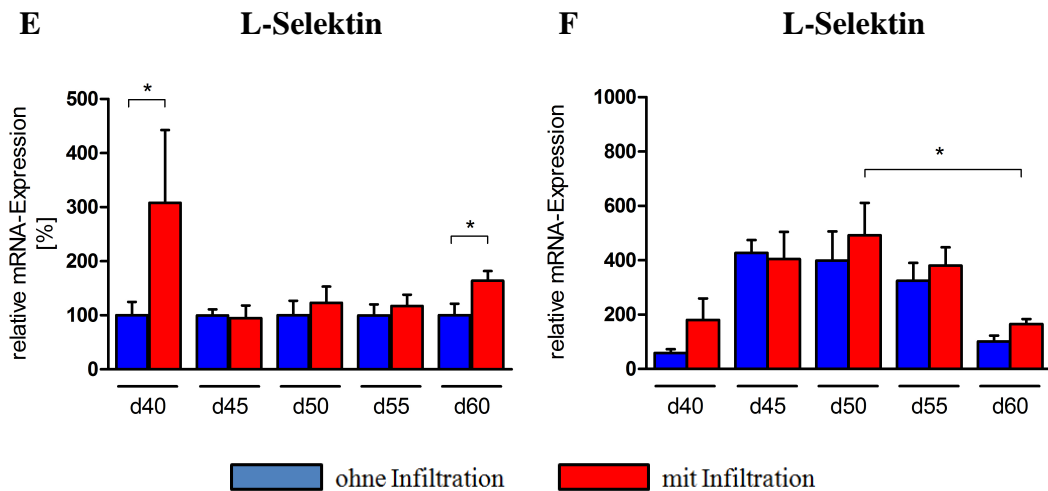 E
L-Selektin
relative mRNA-Expression
[%]
500
400
300
200
100
0
*
*
d40
d45
d50
d55
d60
F
L-Selektin
relative mRNA-Expression
1000
800
600
400
200
0
*
d40
d45
d50
d55
d60
ohne Infiltration
mit Infiltration